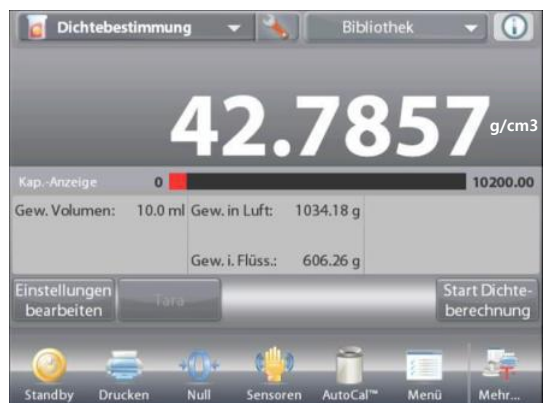 Dichtebestimmung Bibliothek
42.7857 g/cm3
Kap.-Anzeige 0 10200.00
Gew. Volumen: 10.0 ml Gew. in Luft: 1034.18 g
Gew. i. Flüss.: 606.26 g
Einstellungen bearbeiten
Tara
Start Dichte-
berechnung
Standby Drucken Null Sensoren AutoCal™ Menü Mehr...